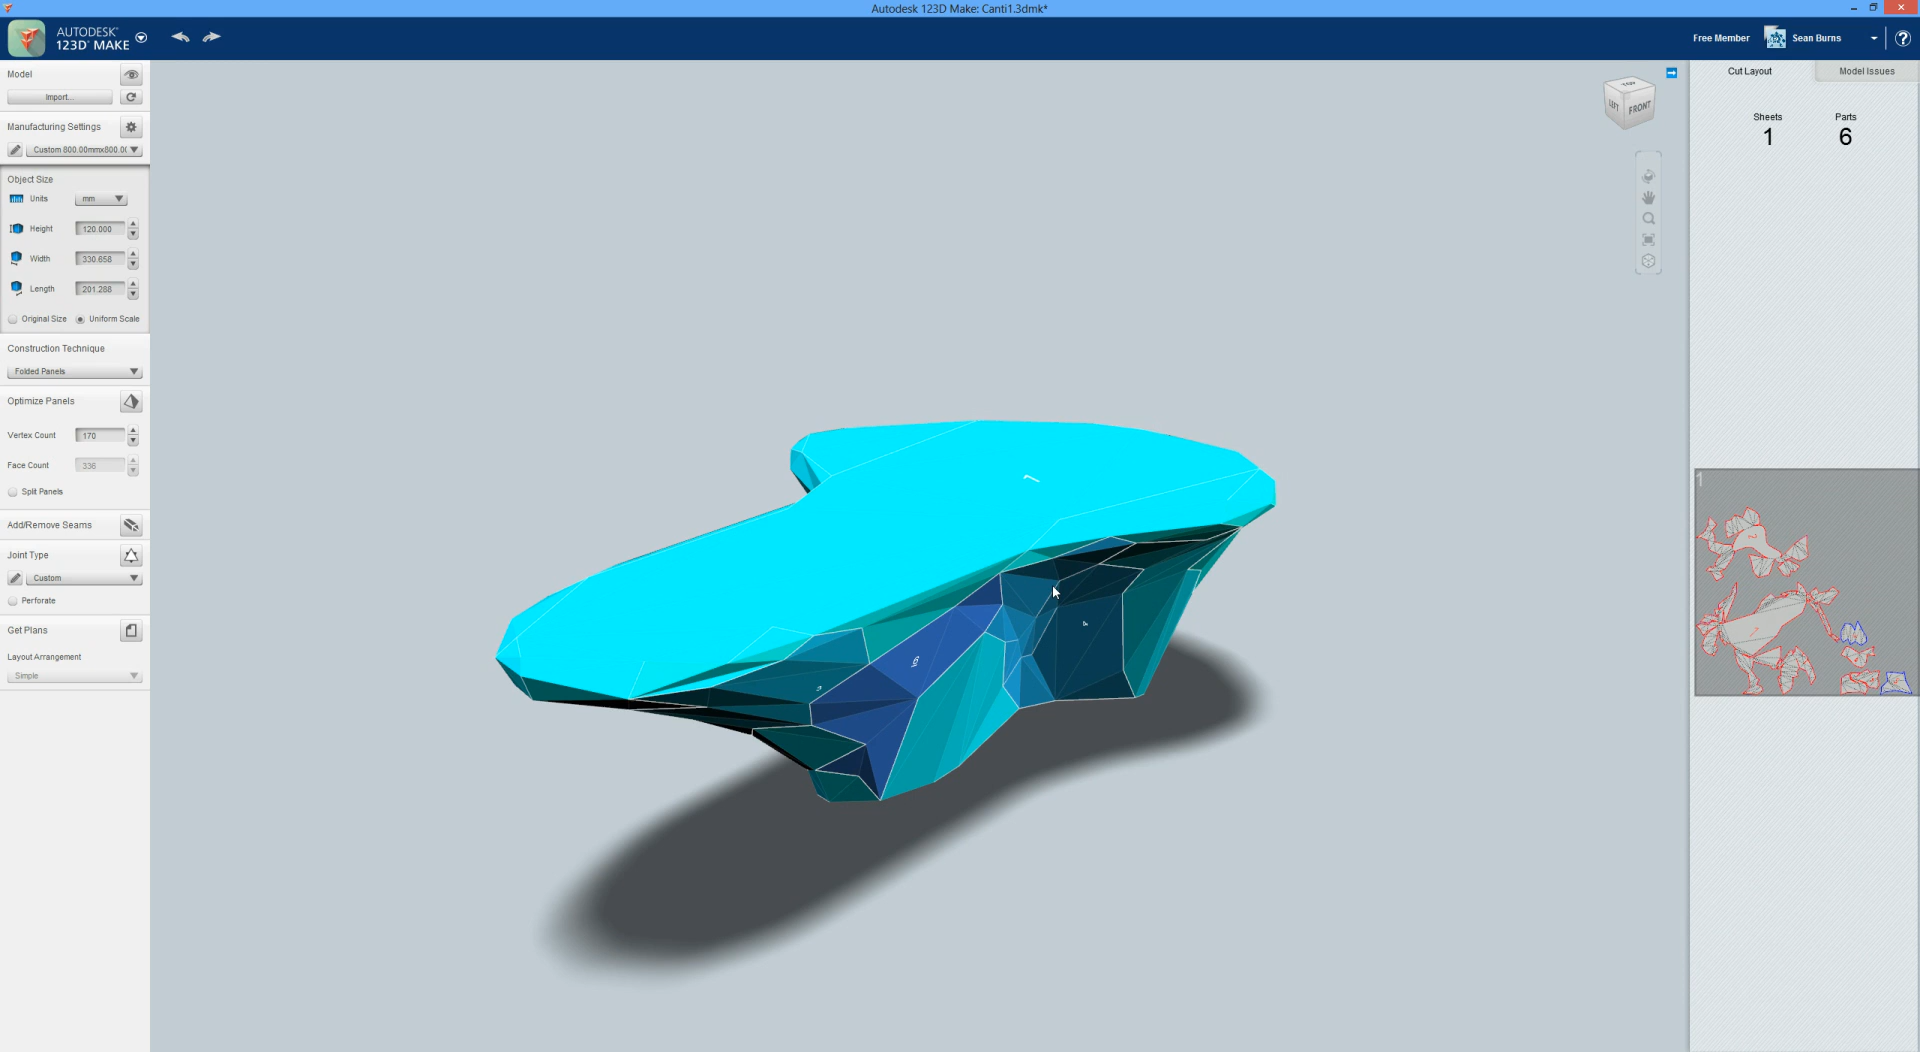 Autodesk 123D Make: Canti1.3dmk*
AUTODESK®
123D® MAKE
Free Member
Sean Burns
?
Model
Import...
Manufacturing Settings
Custom 800.00mmx800.0(
Object Size
Units
mm
Height
120.000
Width
330.658
Length
201.288
Original Size
Uniform Scale
Construction Technique
Folded Panels
Optimize Panels
Vertex Count
170
Face Count
336
Split Panels
Add/Remove Seams
Joint Type
Custom
Perforate
Get Plans
Layout Arrangement
Simple
TOP
LEFT
FRONT
6
4
Cut Layout
Model Issues
Sheets
Parts
1
6
1